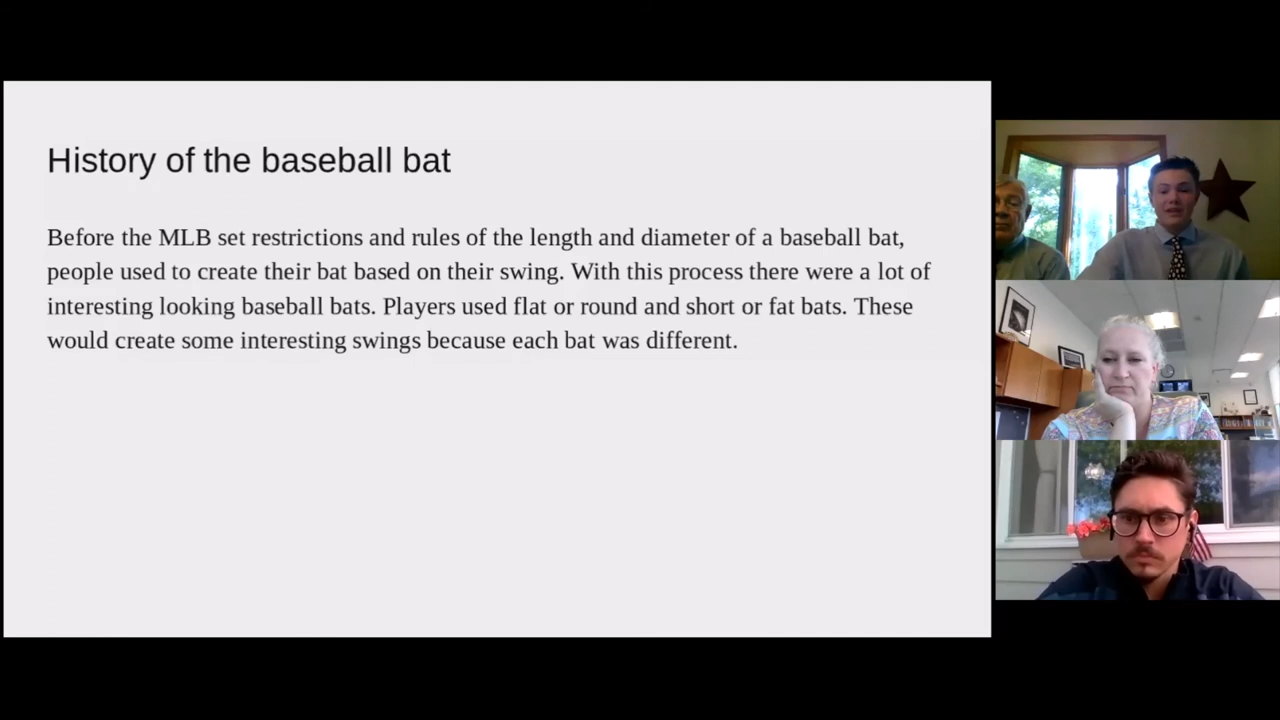 History of the baseball bat
Before the MLB set restrictions and rules of the length and diameter of a baseball bat,
people used to create their bat based on their swing. With this process there were a lot of
interesting looking baseball bats. Players used flat or round and short or fat bats. These
would create some interesting swings because each bat was different.